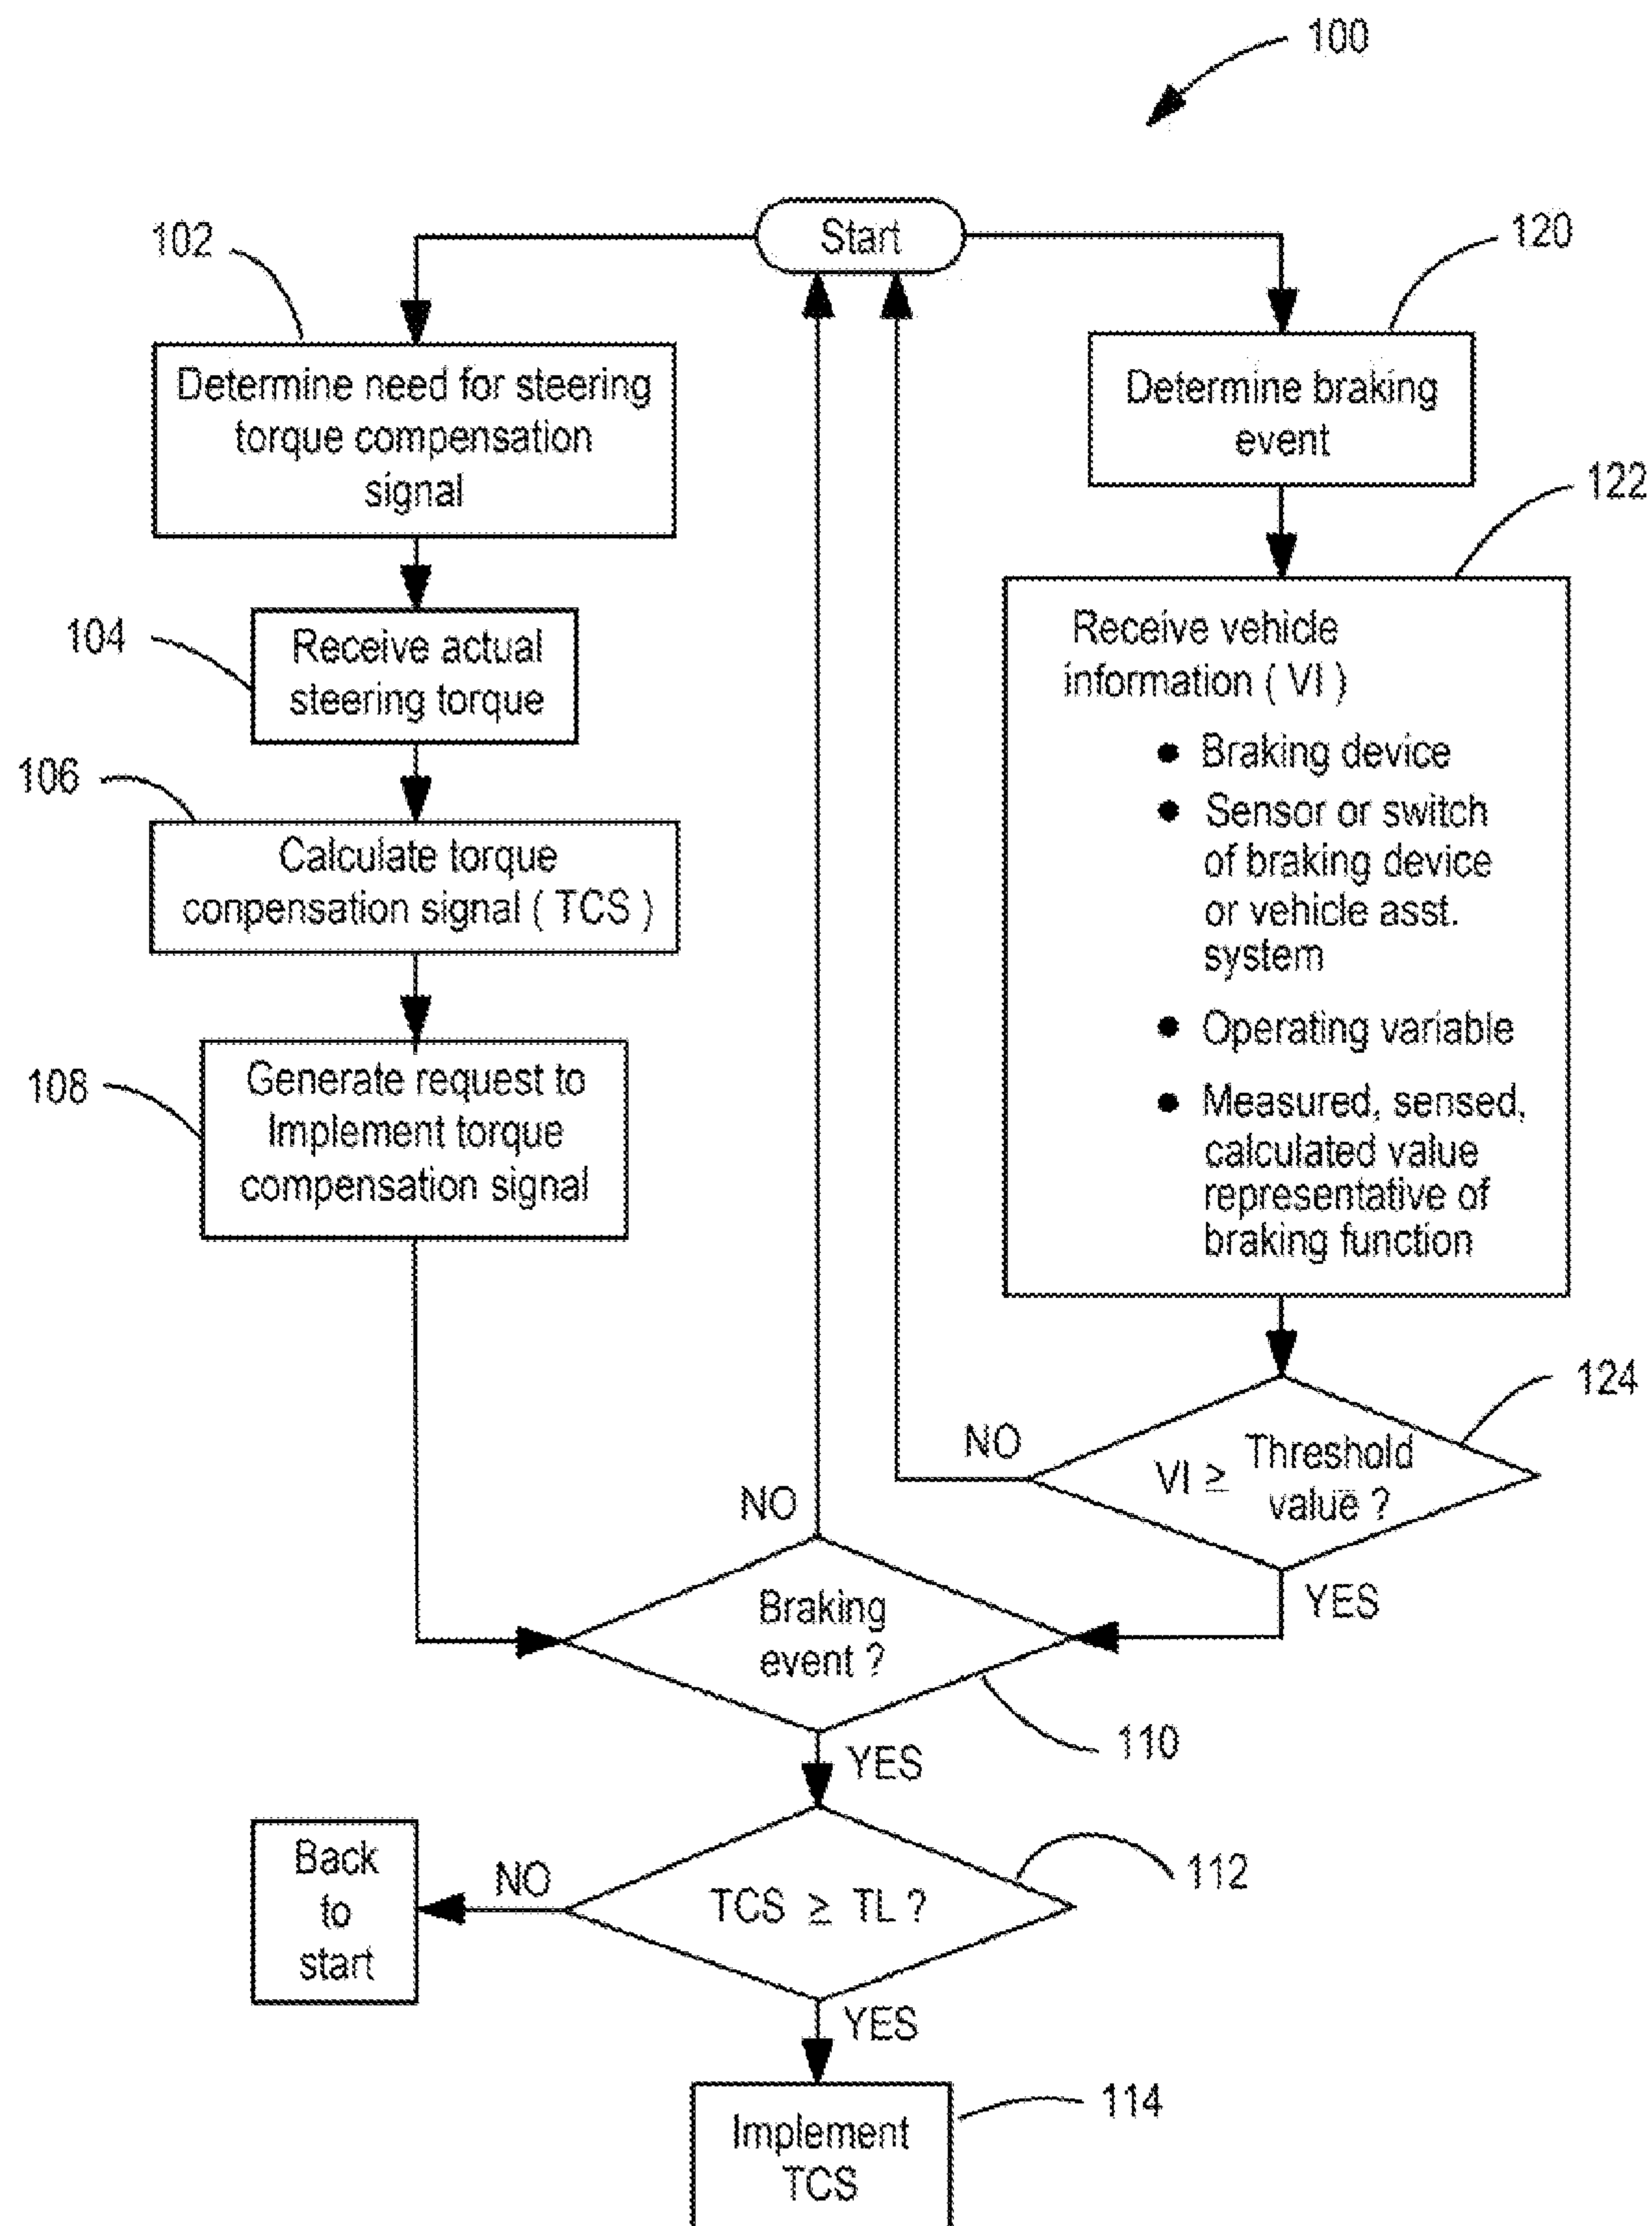 100
Start
102
Determine need for steering
torque compensation
signal
104
Receive actual
steering torque
106
Calculate torque
conpensation signal ( TCS )
108
Generate request to
Implement torque
compensation signal
120
Determine braking
event
122
Receive vehicle
information ( VI )
● Braking device
● Sensor or switch
of braking device
or vehicle asst.
system
● Operating variable
● Measured, sensed,
calculated value
representative of
braking function
124
VI ≥ Threshold
value ?
NO
YES
NO
Braking
event ?
110
YES
112
TCS ≥ TL ?
NO
Back
to
start
YES
114
Implement
TCS